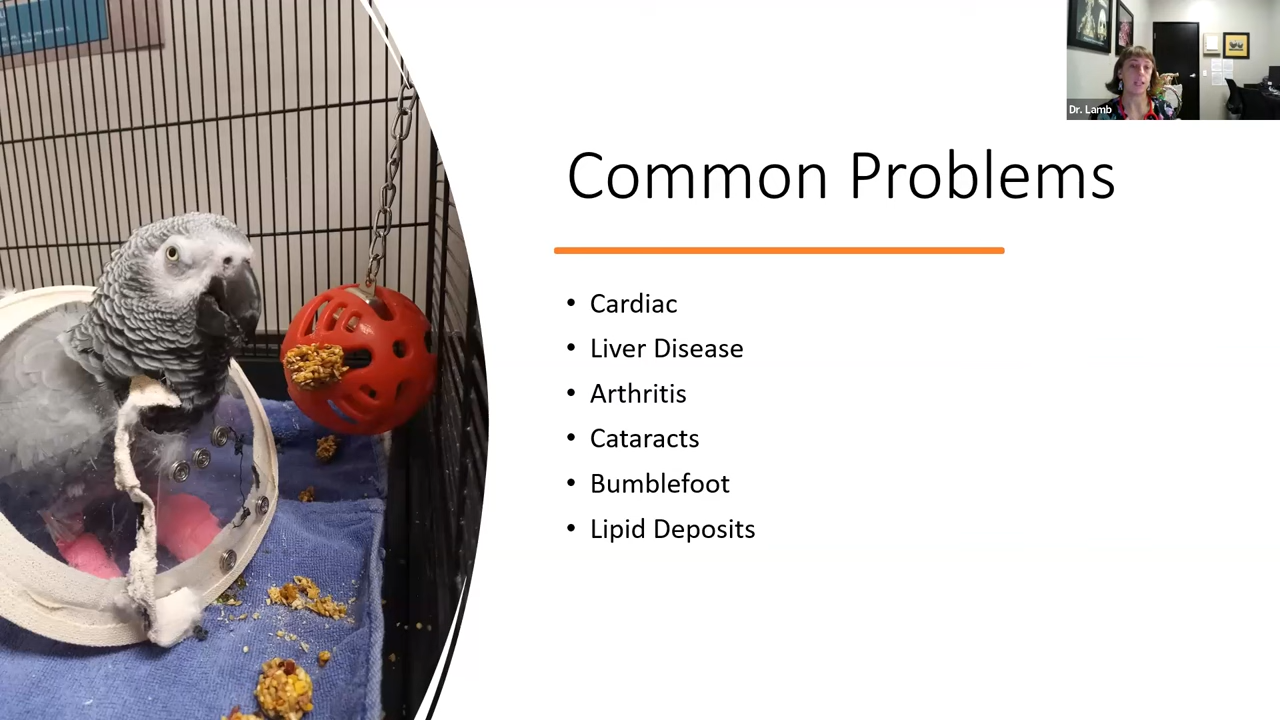 Dr. Lamb
Common Problems
• Cardiac
• Liver Disease
• Arthritis
• Cataracts
• Bumblefoot
• Lipid Deposits